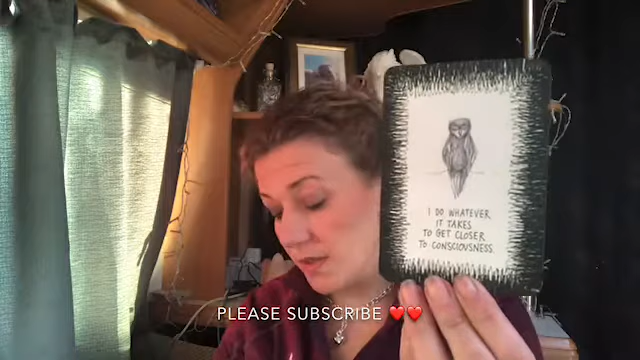 I DO WHATEVER
IT TAKES
TO GET CLOSER
TO CONSCIOUSNESS.
PLEASE SUBSCRIBE ❤️❤️